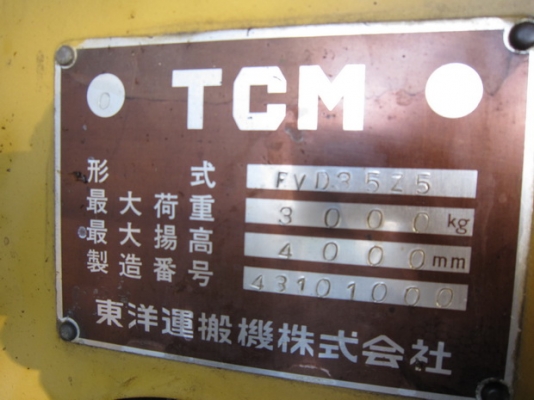 0
TCM
形式 FVD35Z5
最大荷重 3000kg
最大揚高 4000mm
製造番号 43101000
東洋運搬機株式会社